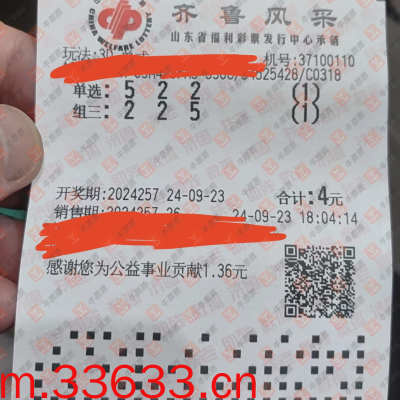 CHINA WELFARE LOTTERY
齐鲁风采
山东省福利彩票发行中心承销
玩法:3D 机号:37100110
/C0318
单选: 5 2 2 (1)
组三: 2 2 5 (1)
开奖期:2024257 24-09-23 合计:4元
销售期:2024257-26 24-09-23 18:04:14
感谢您为公益事业贡献1.36元
m.33633.cn